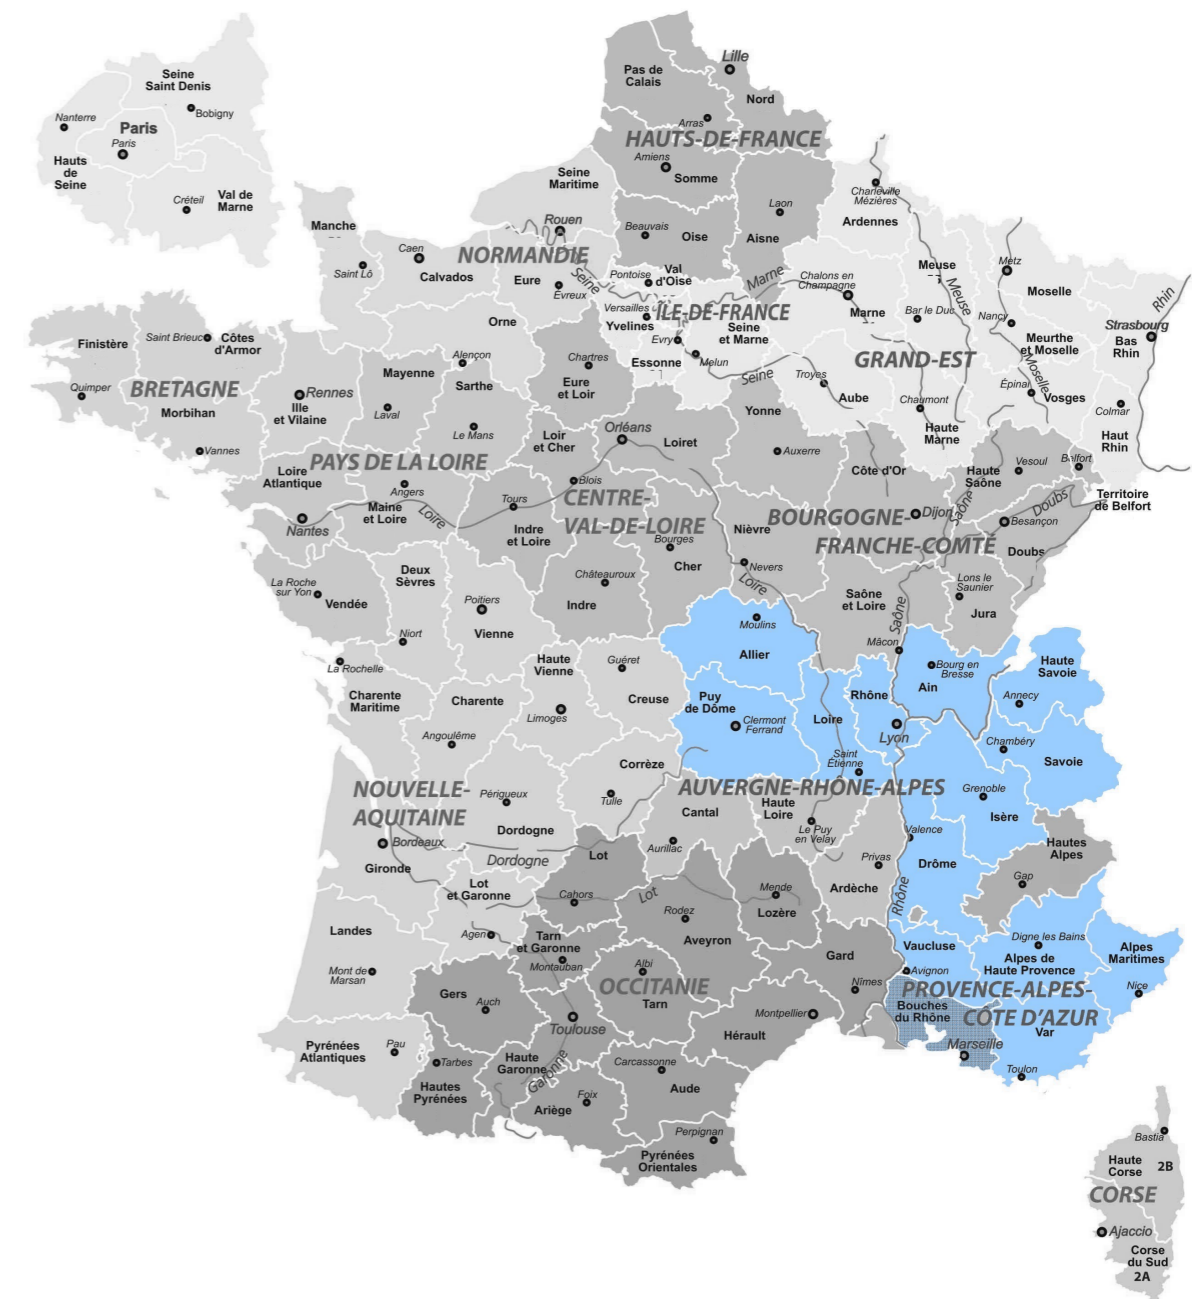 Seine
Saint Denis
Bobigny
Nanterre
Paris
Paris
Hauts
de
Seine
Créteil
Val de
Marne
Lille
Pas de
Calais
Nord
Arras
HAUTS-DE-FRANCE
Amiens
Somme
Seine
Maritime
Laon
Charleville
Mézières
Ardennes
Manche
Rouen
Beauvais
Oise
Aisne
Caen
NORMANDIE
Saint Lô
Calvados
Eure
Evreux
Seine
Pontoise
Val
d'Oise
Marne
Chalons en
Champagne
Meuse
Meuse
Metz
Moselle
Rhin
Orne
Versailles
Yvelines
ÎLE-DE-FRANCE
Seine
et Marne
Marne
Bar le Duc
Nancy
Meurthe
et Moselle
Strasbourg
Bas
Rhin
Finistère
Saint Brieuc
Côtes
d'Armor
Evry
Essonne
Melun
Seine
GRAND-EST
Moselle
Quimper
BRETAGNE
Morbihan
Vannes
Rennes
Ille
et Vilaine
Mayenne
Laval
Alençon
Sarthe
Le Mans
Chartres
Eure
et Loir
Troyes
Aube
Chaumont
Haute
Marne
Épinal
Vosges
Colmar
Haut
Rhin
Yonne
Auxerre
Orléans
Loiret
Loir
et Cher
Blois
PAYS DE LA LOIRE
Loire
Atlantique
Angers
Maine
et Loire
Loire
Nantes
Tours
Indre
et Loire
CENTRE-
VAL-DE-LOIRE
Bourges
Cher
Côte d'Or
Haute
Saône
Vesoul
Belfort
Territoire
de Belfort
Saône
Doubs
Besançon
Doubs
Dijon
BOURGOGNE-
FRANCHE-COMTÉ
Nièvre
Nevers
Loire
La Roche
sur Yon
Vendée
Deux
Sèvres
Niort
Poitiers
Vienne
Châteauroux
Indre
Saône
et Loire
Mâcon
Saône
Lons le
Saunier
Jura
Moulins
Allier
La Rochelle
Charente
Maritime
Charente
Angoulême
Haute
Vienne
Limoges
Guéret
Creuse
Puy
de Dôme
Clermont
Ferrand
Loire
Rhône
Lyon
Saint
Étienne
Ain
Bourg en
Bresse
Haute
Savoie
Annecy
Chambéry
Savoie
NOUVELLE-
AQUITAINE
Périgueux
Dordogne
Corrèze
Tulle
AUVERGNE-RHÔNE-ALPES
Cantal
Aurillac
Haute
Loire
Le Puy
en Velay
Grenoble
Isère
Valence
Drôme
Hautes
Alpes
Gap
Bordeaux
Gironde
Dordogne
Lot
et Garonne
Agen
Lot
Cahors
Lot
Rodez
Aveyron
Mende
Lozère
Privas
Ardèche
Rhône
Landes
Mont de
Marsan
Tarn
et Garonne
Montauban
Albi
OCCITANIE
Tarn
Gard
Nîmes
Vaucluse
Avignon
Digne les Bains
Alpes de
Haute Provence
Alpes
Maritimes
Nice
PROVENCE-ALPES-
CÔTE D'AZUR
Bouches
du Rhône
Marseille
Var
Toulon
Gers
Auch
Toulouse
Montpellier
Hérault
Pyrénées
Atlantiques
Pau
Tarbes
Hautes
Pyrénées
Haute
Garonne
Garonne
Carcassonne
Aude
Foix
Ariège
Perpignan
Pyrénées
Orientales
Bastia
Haute
Corse
2B
CORSE
Ajaccio
Corse
du Sud
2A